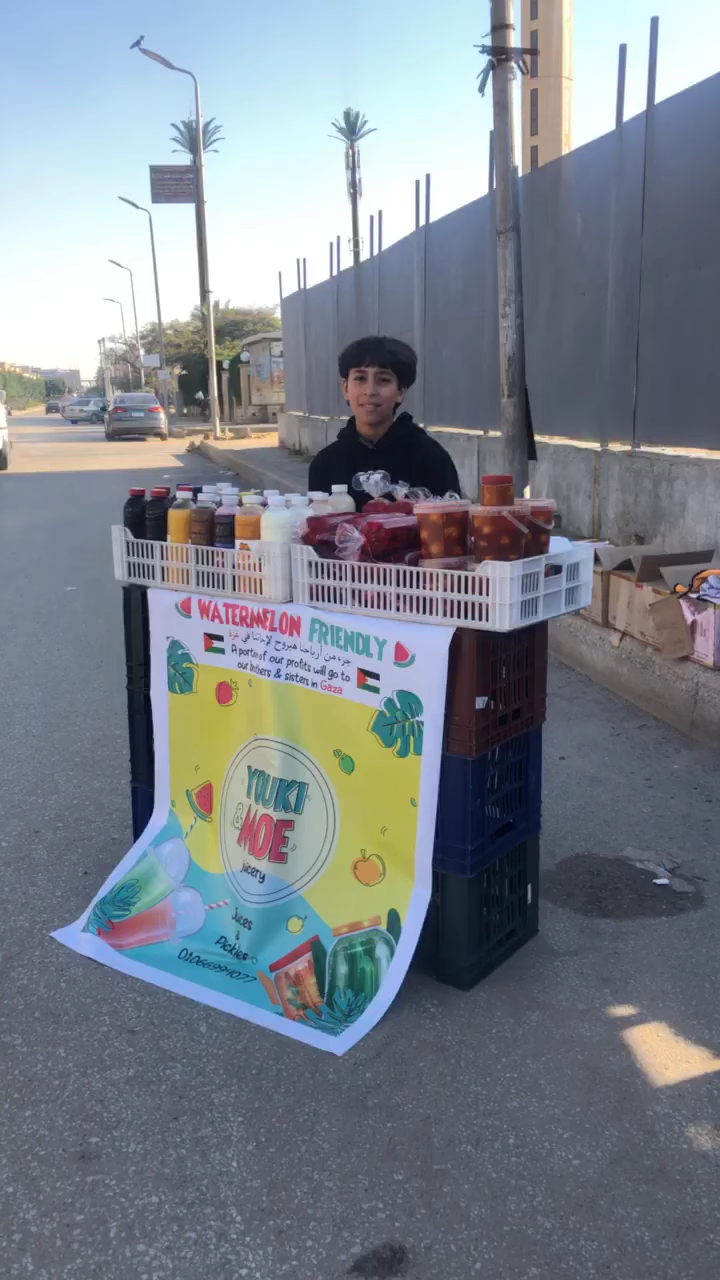 WATERMELON FRIENDLY
جزء من أرباحنا هيروح لإخواتنا في غزة
A portion of our profits will go to
our brothers & sisters in Gaza
YOUKI
& MOE
juicery
Juices
&
Pickles
01066994077